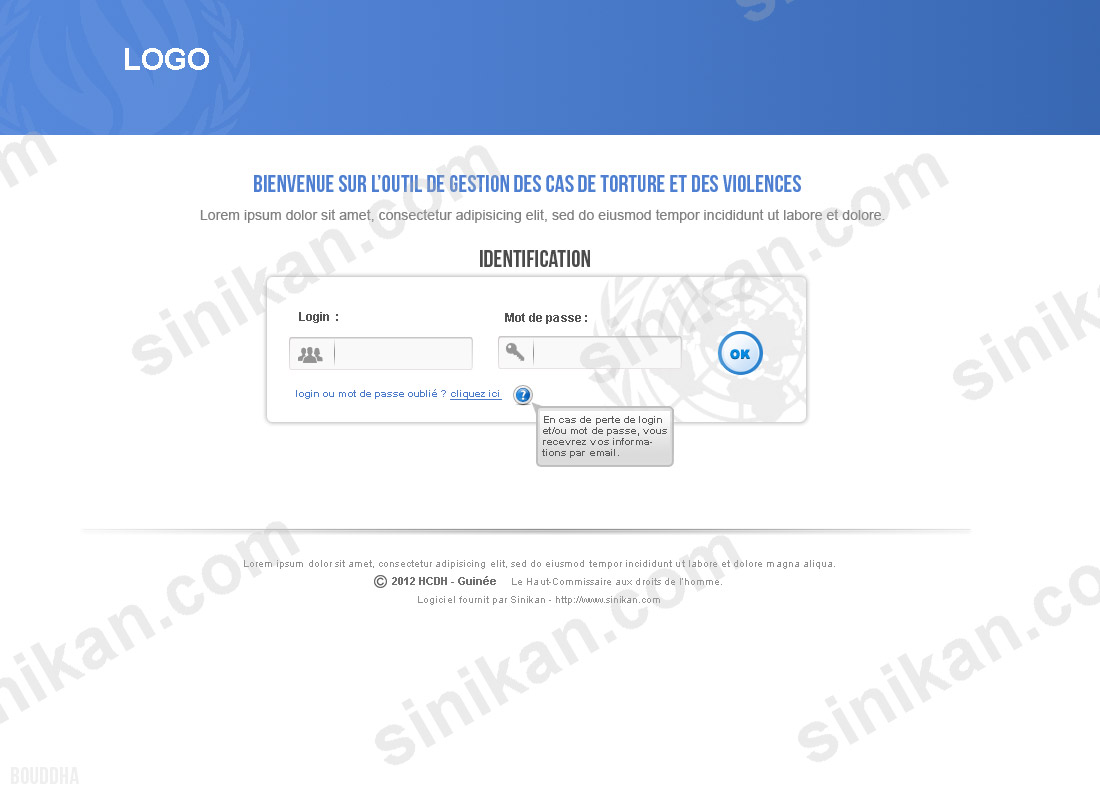 LOGO
BIENVENUE SUR L'OUTIL DE GESTION DES CAS DE TORTURE ET DES VIOLENCES
Lorem ipsum dolor sit amet, consectetur adipisicing elit, sed do eiusmod tempor incididunt ut labore et dolore.
IDENTIFICATION
Login :
Mot de passe :
OK
login ou mot de passe oublié ? cliquez ici
?
En cas de perte de login
et/ou mot de passe, vous
recevrez vos informa-
tions par email.
Lorem ipsum dolor sit amet, consectetur adipisicing elit, sed do eiusmod tempor incididunt ut labore et dolore magna aliqua.
© 2012 HCDH - Guinée Le Haut-Commissaire aux droits de l'homme.
Logiciel fournit par Sinikan - http://www.sinikan.com
BOUDDHA
sinikan.com
sinikan.com
sinikan.com
sinikan.com
sinikan.com
sinikan.com